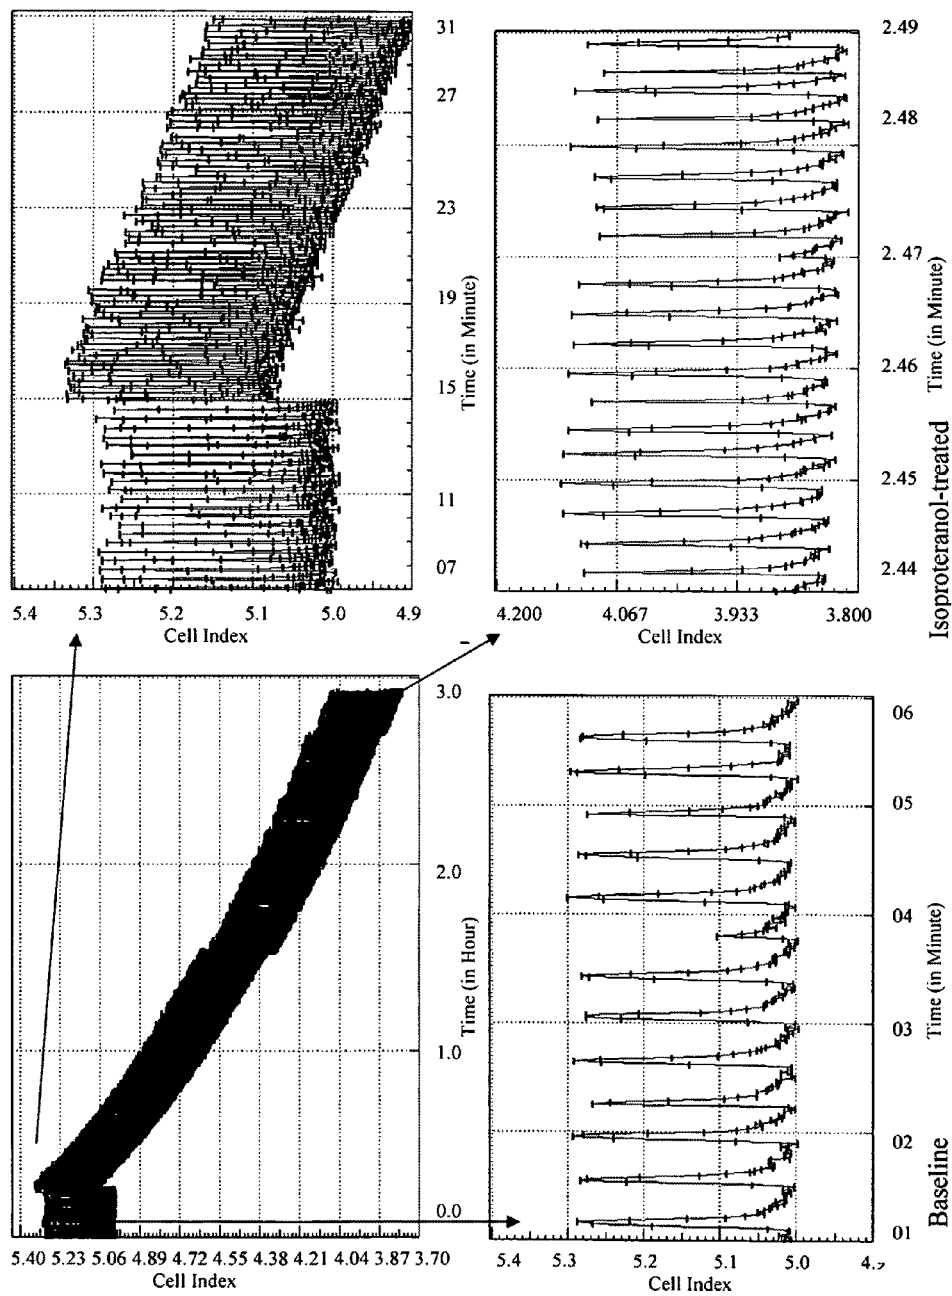 31
27
23
19
15
11
07
Time (in Minute)
5.4 5.3 5.2 5.1 5.0 4.9
Cell Index
2.49
2.48
2.47
2.46
2.45
2.44
Time (in Minute)
4.200 4.067 3.933 3.800
Cell Index
Isoproteranol-treated
3.0
2.0
1.0
0.0
Time (in Hour)
5.40 5.23 5.06 4.89 4.72 4.55 4.38 4.21 4.04 3.87 3.70
Cell Index
06
05
04
03
02
01
Time (in Minute)
5.4 5.3 5.2 5.1 5.0
Cell Index
Baseline